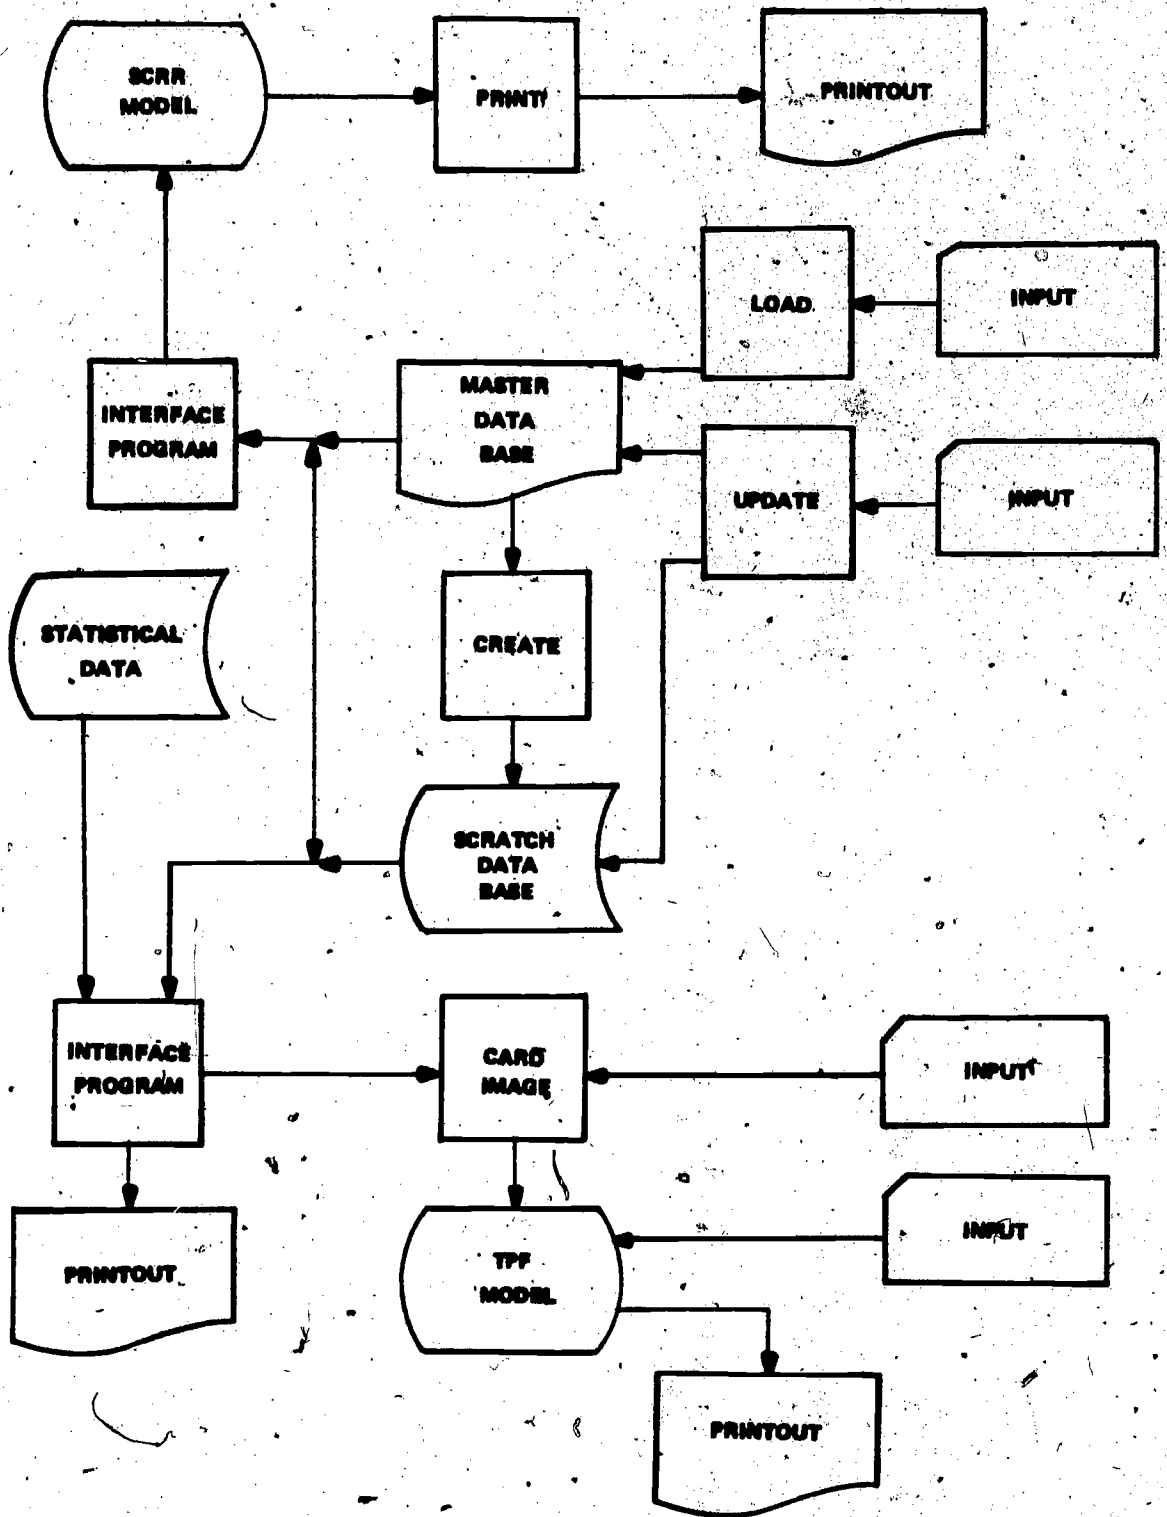 SCRR
MODEL
PRINT
PRINTOUT
LOAD
INPUT
INTERFACE
PROGRAM
MASTER
DATA
BASE
UPDATE
INPUT
STATISTICAL
DATA
CREATE
SCRATCH
DATA
BASE
INTERFACE
PROGRAM
CARD
IMAGE
INPUT
PRINTOUT
TPF
MODEL
INPUT
PRINTOUT